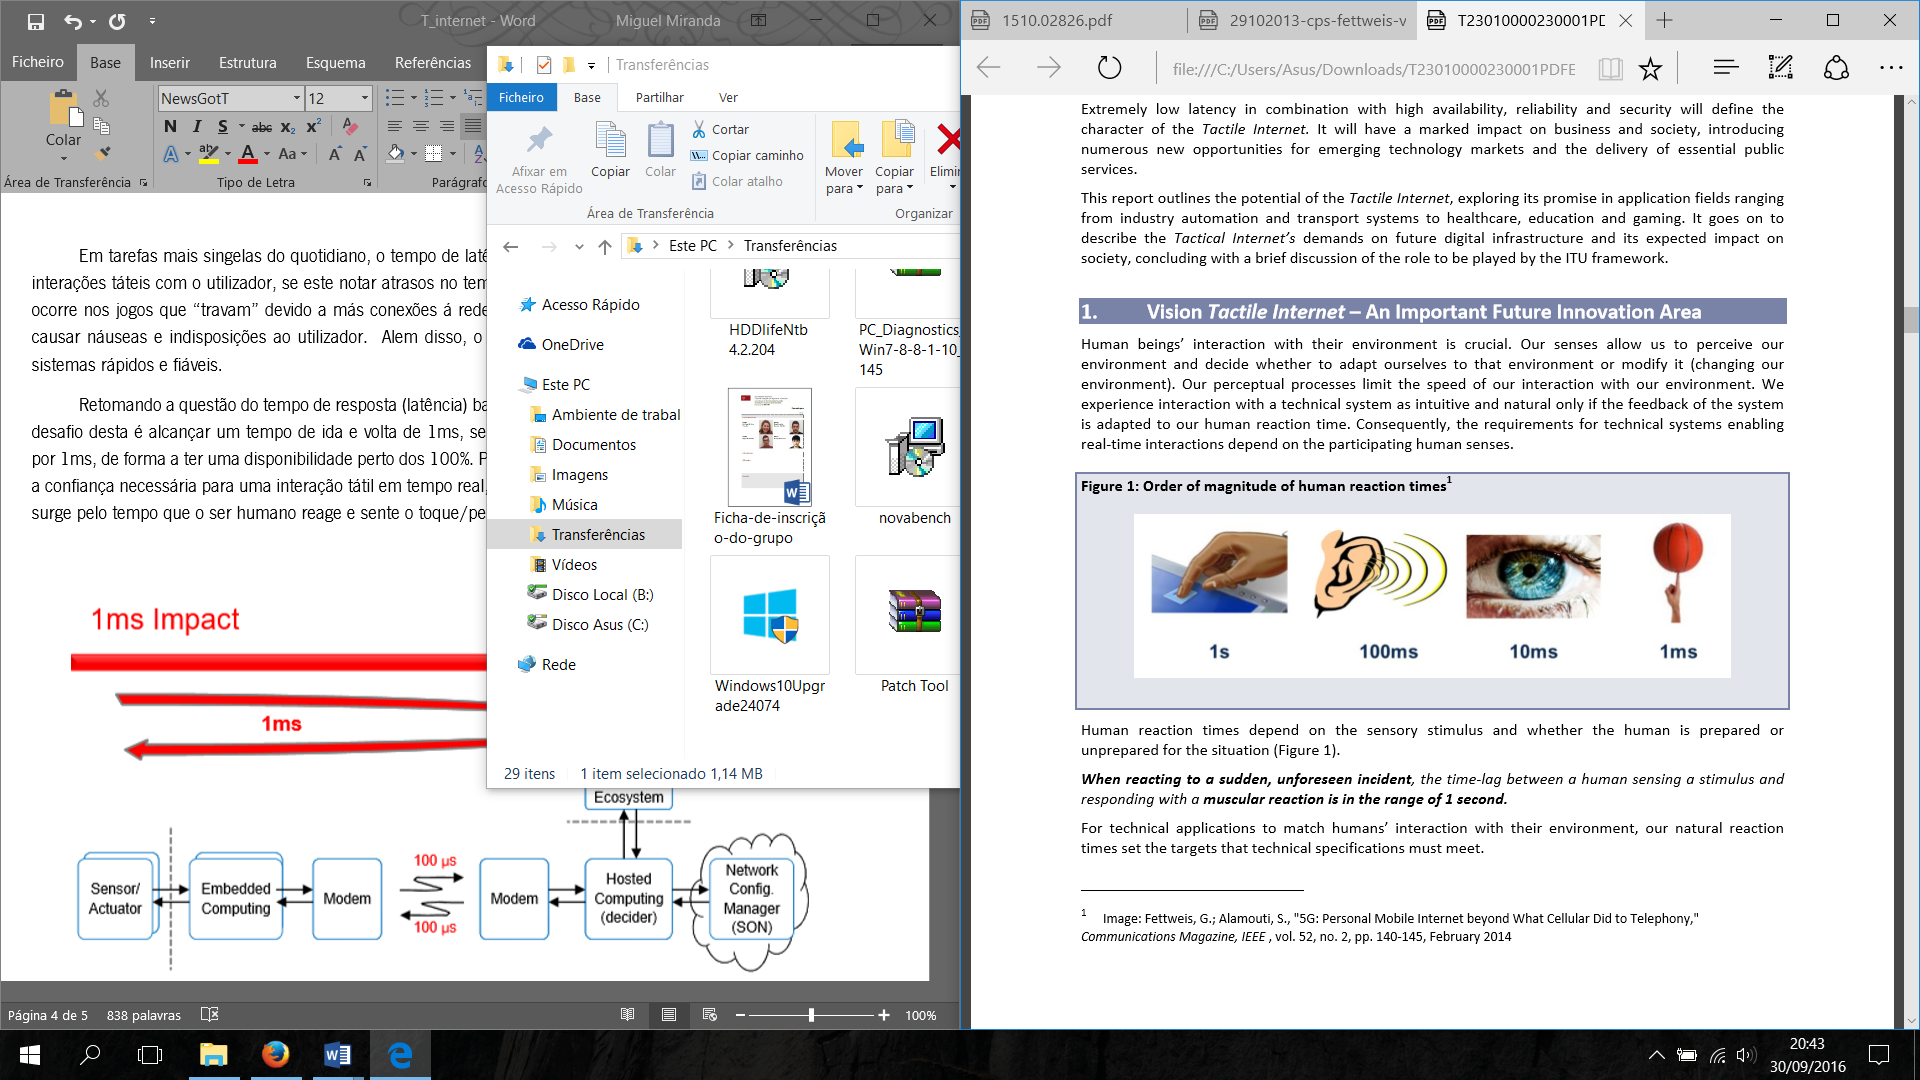 T_internet - Word
Miguel Miranda
Ficheiro
Base
Inserir
Estrutura
Esquema
Referências
NewsGotT
12
Colar
N I S abc x₂ x²
A aby A Aa A A
Área de Transferência
Tipo de Letra
Parágrafo
Em tarefas mais singelas do quotidiano, o tempo de
interações táteis com o utilizador, se este notar atrasos no
ocorre nos jogos que “travam” devido a más conexões á rede
causar náuseas e indisposições ao utilizador. Alem disso, o
sistemas rápidos e fiáveis.
Retomando a questão do tempo de resposta (latência)
desafio desta é alcançar um tempo de ida e volta de 1ms,
por 1ms, de forma a ter uma disponibilidade perto dos 100%.
a confiança necessária para uma interação tátil em tempo real,
surge pelo tempo que o ser humano reage e sente o
1ms Impact
1ms
Ecosystem
Sensor/
Actuator
Embedded
Computing
Modem
100 µs
100 µs
Modem
Hosted
Computing
(decider)
Network
Config.
Manager
(SON)
Página 4 de 5
838 palavras
100%
Transferências
Ficheiro
Base
Partilhar
Ver
Afixar em
Acesso Rápido
Copiar
Colar
Cortar
Copiar caminho
Colar atalho
Mover
para
Copiar
para
Elimin
Área de Transferência
Organizar
Este PC
Transferências
Acesso Rápido
OneDrive
Este PC
Ambiente de trabal
Documentos
Imagens
Música
Transferências
Vídeos
Disco Local (B:)
Disco Asus (C:)
Rede
HDDlifeNtb
4.2.204
PC_Diagnostics_
Win7-8-8-1-10_
145
Ficha-de-inscriçã
o-do-grupo
novabench
Windows10Upgr
ade24074
Patch Tool
29 itens
1 item selecionado 1,14 MB
1510.02826.pdf
29102013-cps-fettweis-v
T23010000230001PDF
file:///C:/Users/Asus/Downloads/T23010000230001PDFE
Extremely low latency in combination with high availability, reliability and security will define the
character of the Tactile Internet. It will have a marked impact on business and society, introducing
numerous new opportunities for emerging technology markets and the delivery of essential public
services.
This report outlines the potential of the Tactile Internet, exploring its promise in application fields ranging
from industry automation and transport systems to healthcare, education and gaming. It goes on to
describe the Tactical Internet’s demands on future digital infrastructure and its expected impact on
society, concluding with a brief discussion of the role to be played by the ITU framework.
1. Vision Tactile Internet – An Important Future Innovation Area
Human beings’ interaction with their environment is crucial. Our senses allow us to perceive our
environment and decide whether to adapt ourselves to that environment or modify it (changing our
environment). Our perceptual processes limit the speed of our interaction with our environment. We
experience interaction with a technical system as intuitive and natural only if the feedback of the system
is adapted to our human reaction time. Consequently, the requirements for technical systems enabling
real-time interactions depend on the participating human senses.
Figure 1: Order of magnitude of human reaction times1
1s
100ms
10ms
1ms
Human reaction times depend on the sensory stimulus and whether the human is prepared or
unprepared for the situation (Figure 1).
When reacting to a sudden, unforeseen incident, the time-lag between a human sensing a stimulus and
responding with a muscular reaction is in the range of 1 second.
For technical applications to match humans’ interaction with their environment, our natural reaction
times set the targets that technical specifications must meet.
1 Image: Fettweis, G.; Alamouti, S., "5G: Personal Mobile Internet beyond What Cellular Did to Telephony,"
Communications Magazine, IEEE , vol. 52, no. 2, pp. 140-145, February 2014
20:43
30/09/2016